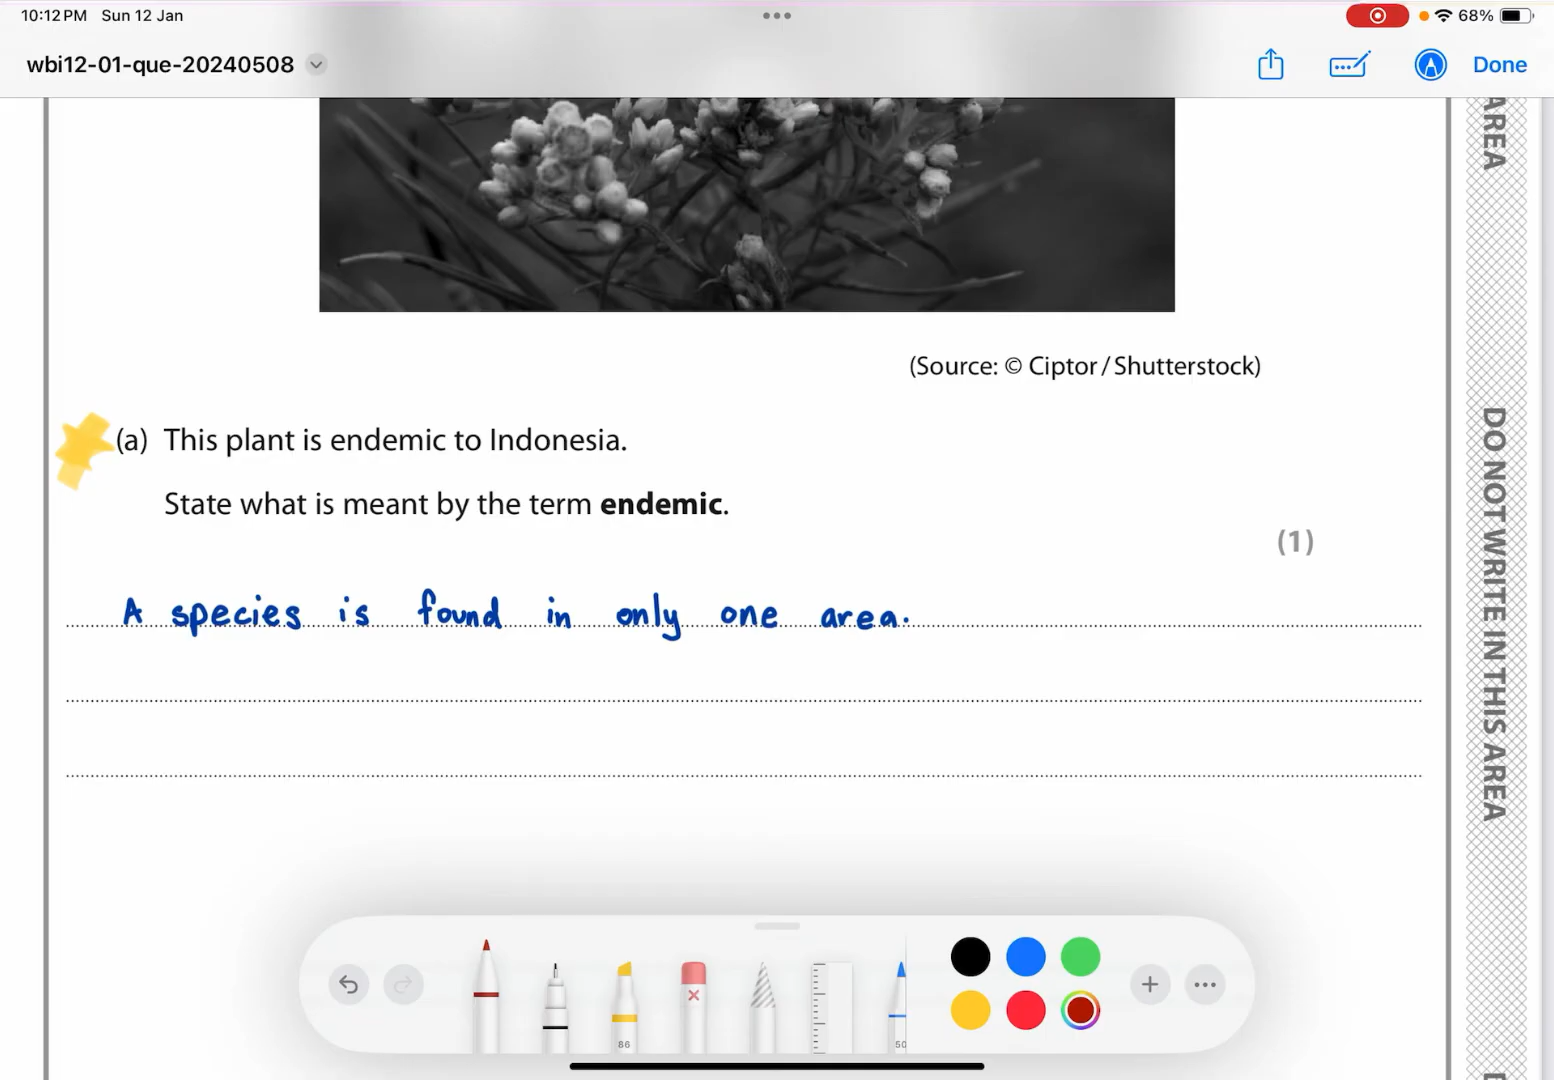 10:12 PM Sun 12 Jan
68%
wbi12-01-que-20240508
Done
AREA
(Source: © Ciptor / Shutterstock)
(a) This plant is endemic to Indonesia.
State what is meant by the term endemic.
(1)
A species is found in only one area.
DO NOT WRITE IN THIS AREA
86
50